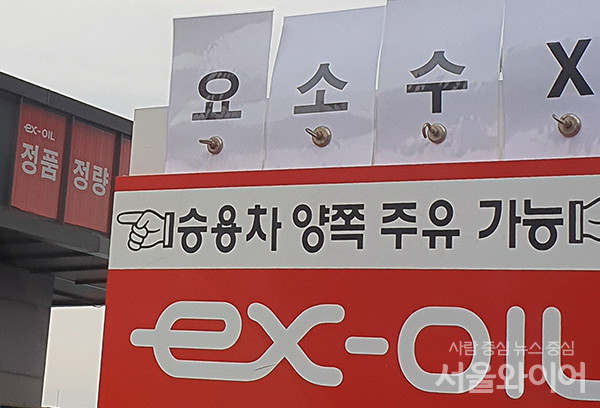 요소수 X
ex-OIL
정품 정량
승용차 양쪽 주유 가능
ex-OIL
사람 중심 뉴스 중심
서울와이어